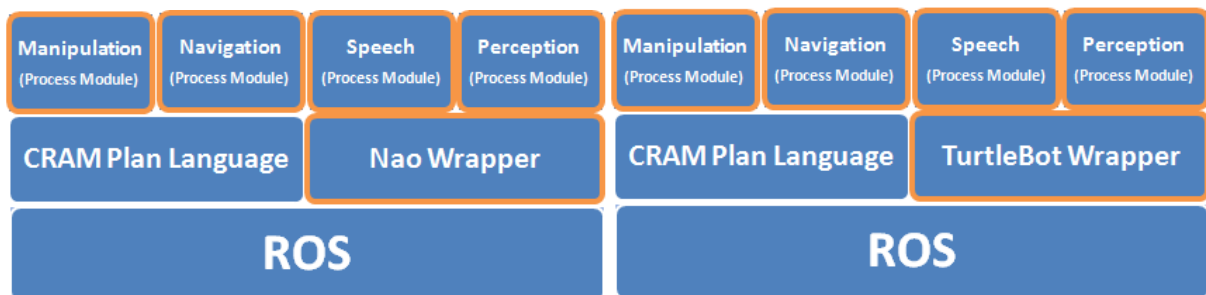 Manipulation
(Process Module)
Navigation
(Process Module)
Speech
(Process Module)
Perception
(Process Module)
CRAM Plan Language
Nao Wrapper
ROS
Manipulation
(Process Module)
Navigation
(Process Module)
Speech
(Process Module)
Perception
(Process Module)
CRAM Plan Language
TurtleBot Wrapper
ROS